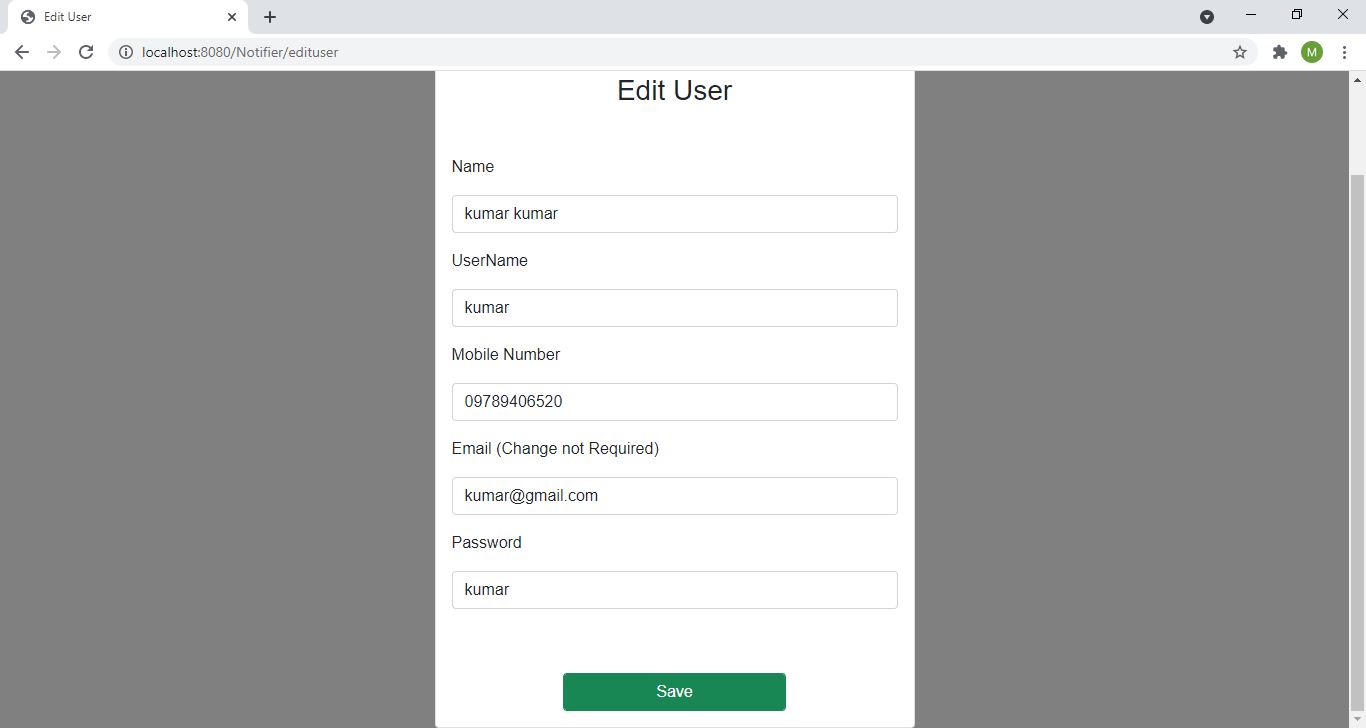 Edit User
localhost:8080/Notifier/edituser
M
Edit User
Name
kumar kumar
UserName
kumar
Mobile Number
09789406520
Email (Change not Required)
kumar@gmail.com
Password
kumar
Save